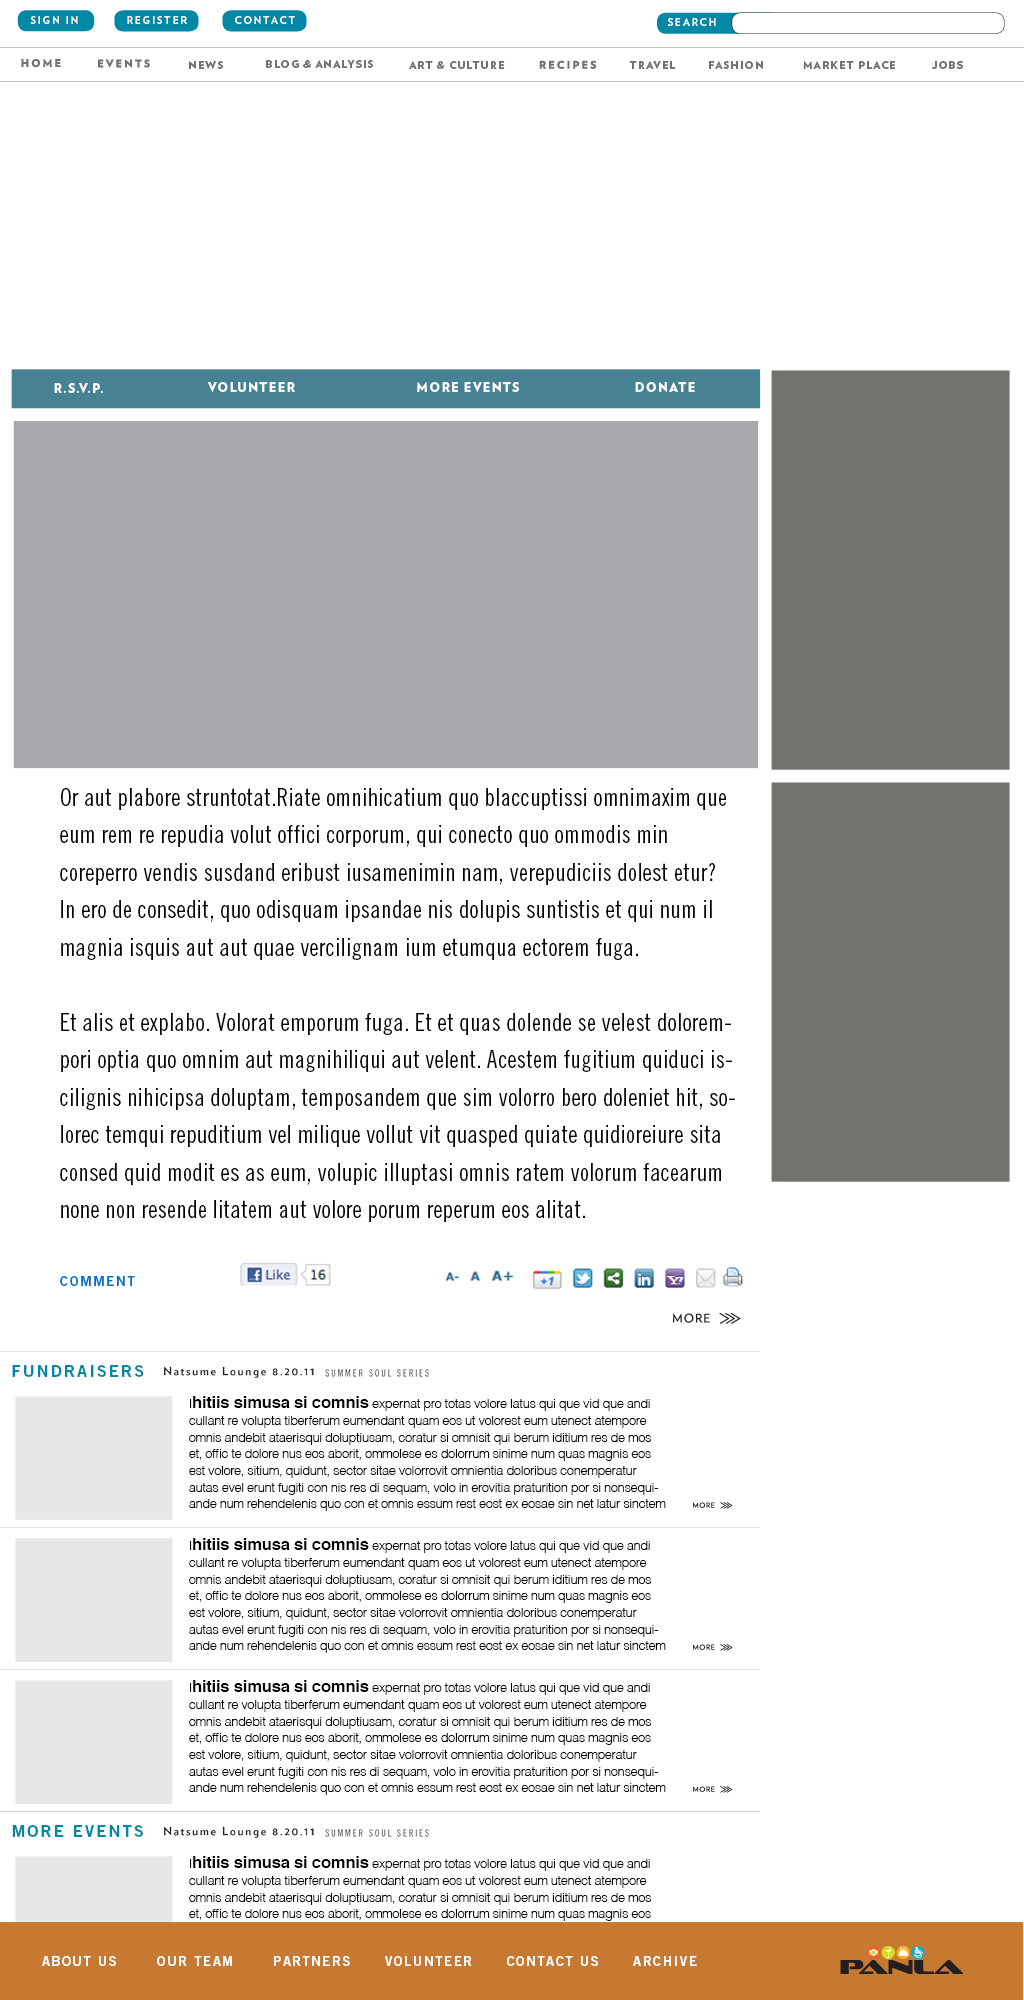 SIGN IN REGISTER CONTACT SEARCH
HOME EVENTS NEWS BLOG & ANALYSIS ART & CULTURE RECIPES TRAVEL FASHION MARKET PLACE JOBS
R.S.V.P. VOLUNTEER MORE EVENTS DONATE
Or aut plabore struntotat.Riate omnihicatium quo blaccuptissi omnimaxim que
eum rem re repudia volut offici corporum, qui conecto quo ommodis min
coreperro vendis susdand eribust iusamenimin nam, verepudiciis dolest etur?
In ero de consedit, quo odisquam ipsandae nis dolupis suntistis et qui num il
magnia isquis aut aut quae vercilignam ium etumqua ectorem fuga.
Et alis et explabo. Volorat emporum fuga. Et et quas dolende se velest dolorem-
pori optia quo omnim aut magnihiliqui aut velent. Acestem fugitium quiduci is-
cilignis nihicipsa doluptam, temposandem que sim volorro bero doleniet hit, so-
lorec temqui repuditium vel milique vollut vit quasped quiate quidioreiure sita
consed quid modit es as eum, volupic illuptasi omnis ratem volorum facearum
none non resende litatem aut volore porum reperum eos alitat.
COMMENT f Like 16 A- A A+ +1 in Y!
MORE
FUNDRAISERS Natsume Lounge 8.20.11 SUMMER SOUL SERIES
Ihitiis simusa si comnis expernat pro totas volore latus qui que vid que andi
cullant re volupta tiberferum eumendant quam eos ut volorest eum utenect atempore
omnis andebit ataerisqui doluptiusam, coratur si omnisit qui berum iditium res de mos
et, offic te dolore nus eos aborit, ommolese es dolorrum sinime num quas magnis eos
est volore, sitium, quidunt, sector sitae volorrovit omnientia doloribus conemperatur
autas evel erunt fugiti con nis res di sequam, volo in erovitia praturition por si nonsequi-
ande num rehendelenis quo con et omnis essum rest eost ex eosae sin net latur sinctem MORE
Ihitiis simusa si comnis expernat pro totas volore latus qui que vid que andi
cullant re volupta tiberferum eumendant quam eos ut volorest eum utenect atempore
omnis andebit ataerisqui doluptiusam, coratur si omnisit qui berum iditium res de mos
et, offic te dolore nus eos aborit, ommolese es dolorrum sinime num quas magnis eos
est volore, sitium, quidunt, sector sitae volorrovit omnientia doloribus conemperatur
autas evel erunt fugiti con nis res di sequam, volo in erovitia praturition por si nonsequi-
ande num rehendelenis quo con et omnis essum rest eost ex eosae sin net latur sinctem MORE
Ihitiis simusa si comnis expernat pro totas volore latus qui que vid que andi
cullant re volupta tiberferum eumendant quam eos ut volorest eum utenect atempore
omnis andebit ataerisqui doluptiusam, coratur si omnisit qui berum iditium res de mos
et, offic te dolore nus eos aborit, ommolese es dolorrum sinime num quas magnis eos
est volore, sitium, quidunt, sector sitae volorrovit omnientia doloribus conemperatur
autas evel erunt fugiti con nis res di sequam, volo in erovitia praturition por si nonsequi-
ande num rehendelenis quo con et omnis essum rest eost ex eosae sin net latur sinctem MORE
MORE EVENTS Natsume Lounge 8.20.11 SUMMER SOUL SERIES
Ihitiis simusa si comnis expernat pro totas volore latus qui que vid que andi
cullant re volupta tiberferum eumendant quam eos ut volorest eum utenect atempore
omnis andebit ataerisqui doluptiusam, coratur si omnisit qui berum iditium res de mos
et, offic te dolore nus eos aborit, ommolese es dolorrum sinime num quas magnis eos
ABOUT US OUR TEAM PARTNERS VOLUNTEER CONTACT US ARCHIVE PANLA